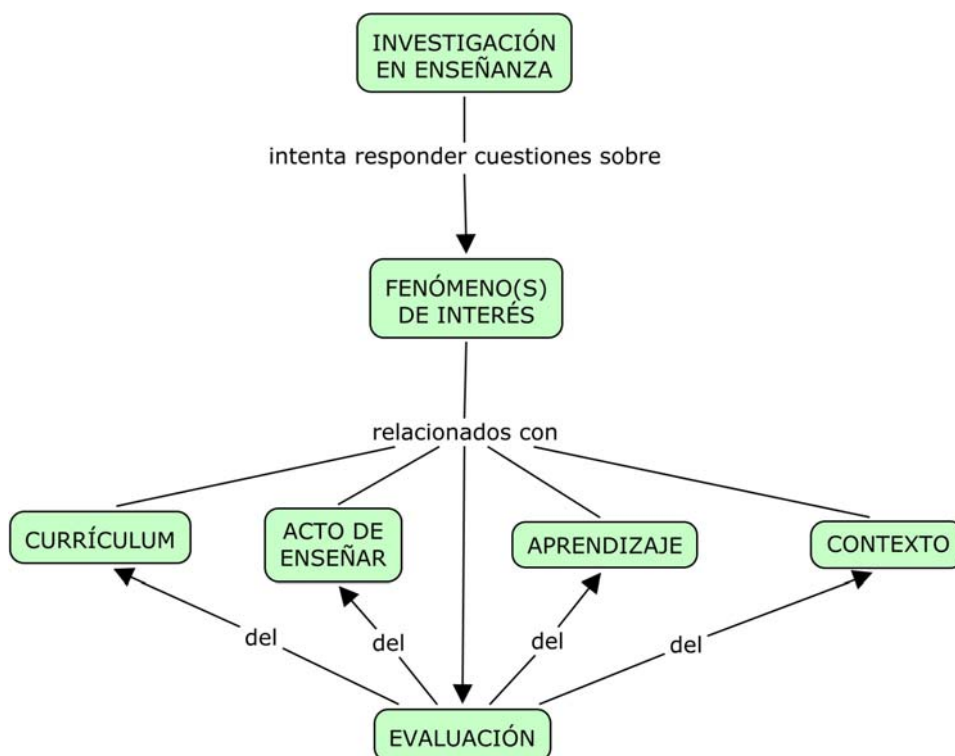 INVESTIGACIÓN
EN ENSEÑANZA
intenta responder cuestiones sobre
FENÓMENO(S)
DE INTERÉS
relacionados con
CURRÍCULUM
ACTO DE
ENSEÑAR
APRENDIZAJE
CONTEXTO
del
del
del
del
EVALUACIÓN